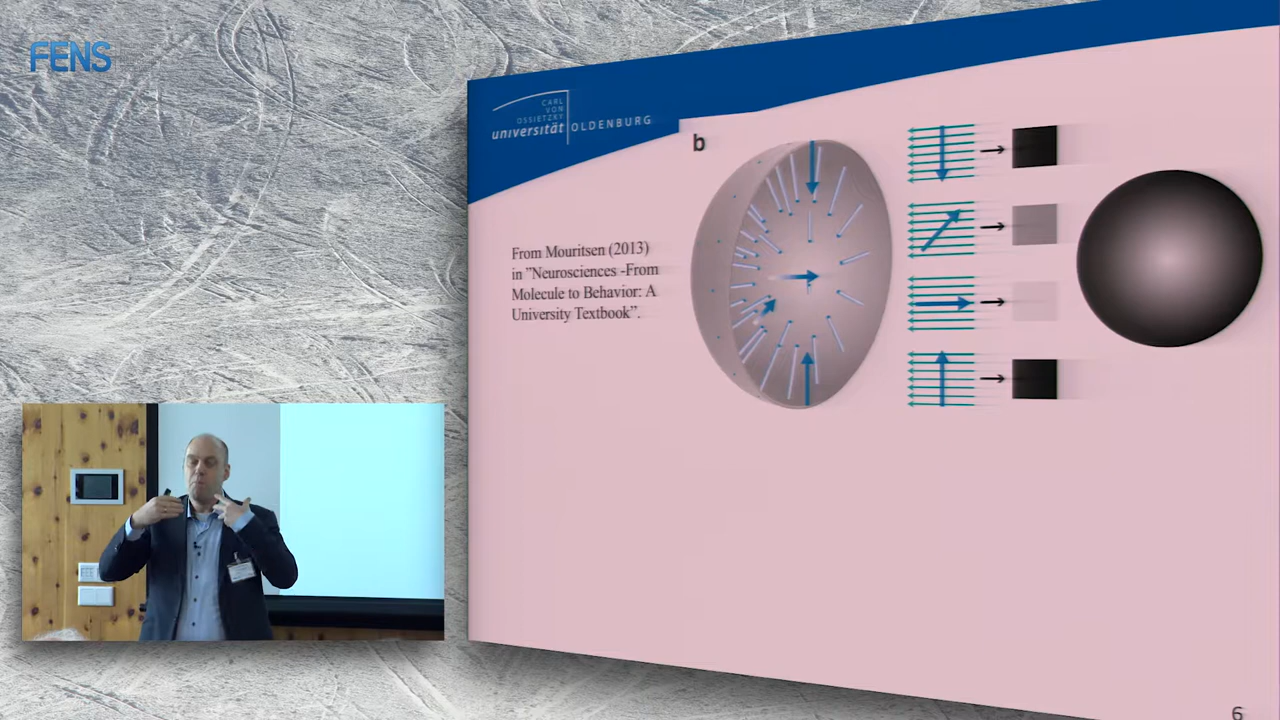 FENS
CARL
VON
OSSIETZKY
universität OLDENBURG
b
From Mouritsen (2013)
in ”Neurosciences -From
Molecule to Behavior: A
University Textbook”.
6